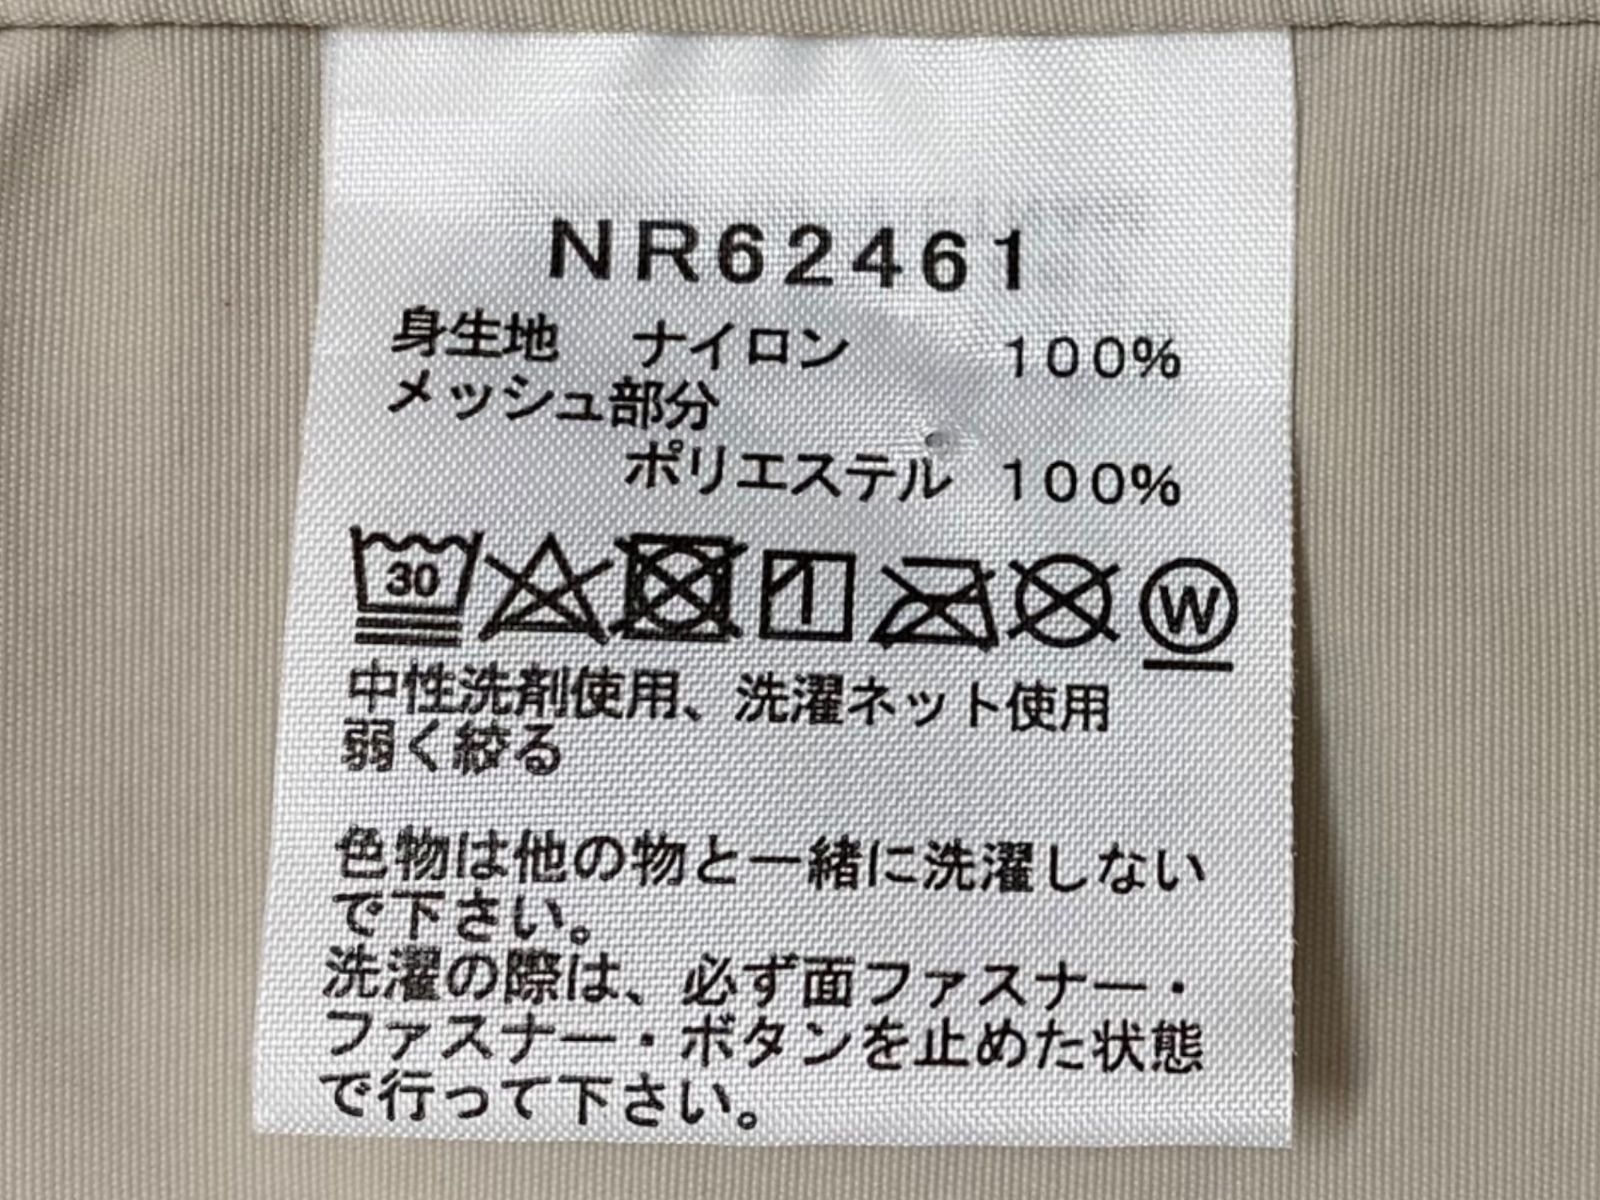 NR62461
身生地 ナイロン 100%
メッシュ部分
ポリエステル 100%
30 W
中性洗剤使用、洗濯ネット使用
弱く絞る
色物は他の物と一緒に洗濯しない
で下さい。
洗濯の際は、必ず面ファスナー・
ファスナー・ボタンを止めた状態
で行って下さい。